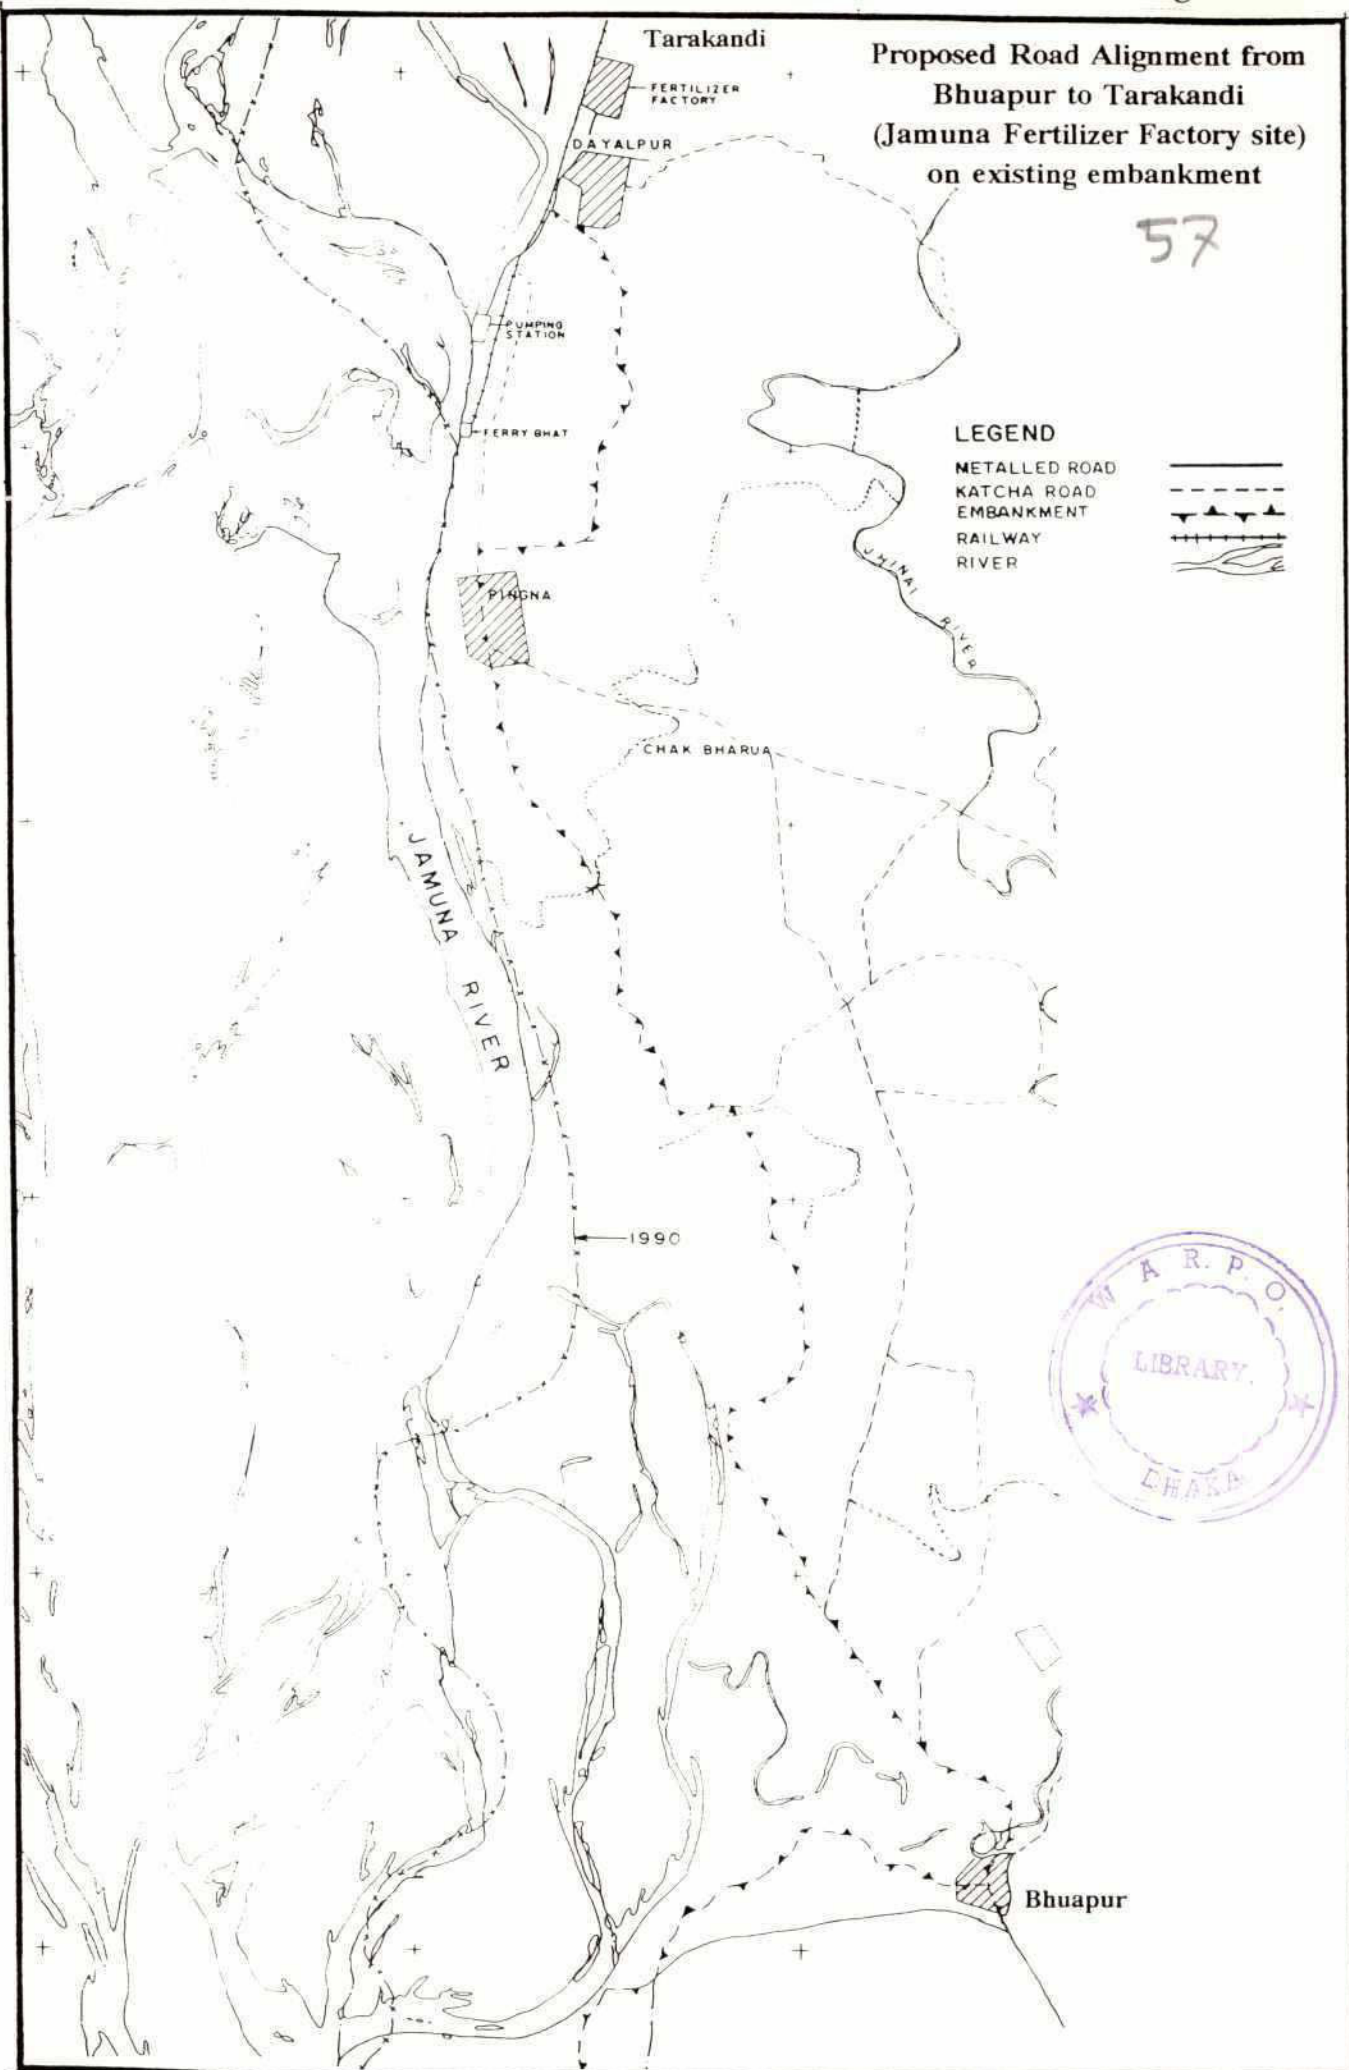 Tarakandi
Proposed Road Alignment from
Bhuapur to Tarakandi
(Jamuna Fertilizer Factory site)
on existing embankment
57
FERTILIZER
FACTORY
DAYALPUR
PUMPING
STATION
FERRY GHAT
LEGEND
METALLED ROAD
KATCHA ROAD
EMBANKMENT
RAILWAY
RIVER
JHINAI RIVER
PINGNA
CHAK BHARUA
JAMUNA RIVER
1990
W A R. P. O.
LIBRARY.
DHAKA
Bhuapur